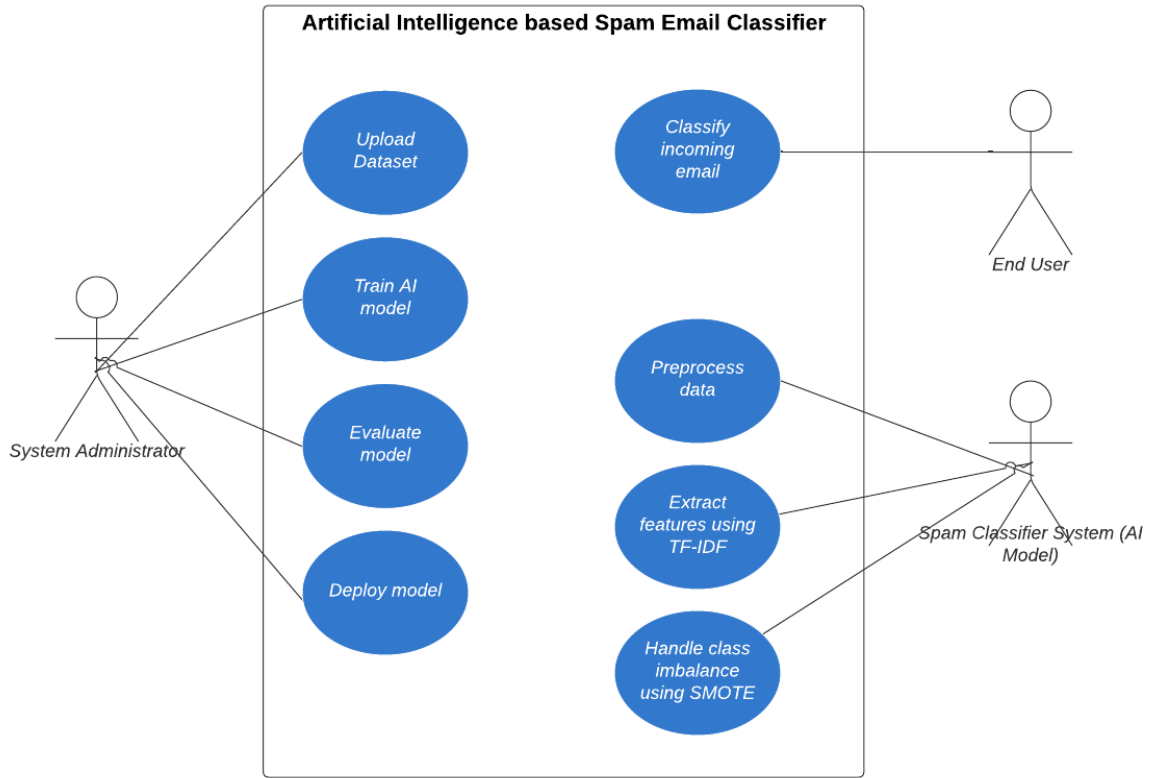 Artificial Intelligence based Spam Email Classifier
Upload
Dataset
Train AI
model
Evaluate
model
Deploy model
Classify
incoming
email
Preprocess
data
Extract
features using
TF-IDF
Handle class
imbalance
using SMOTE
System Administrator
End User
Spam Classifier System (AI
Model)